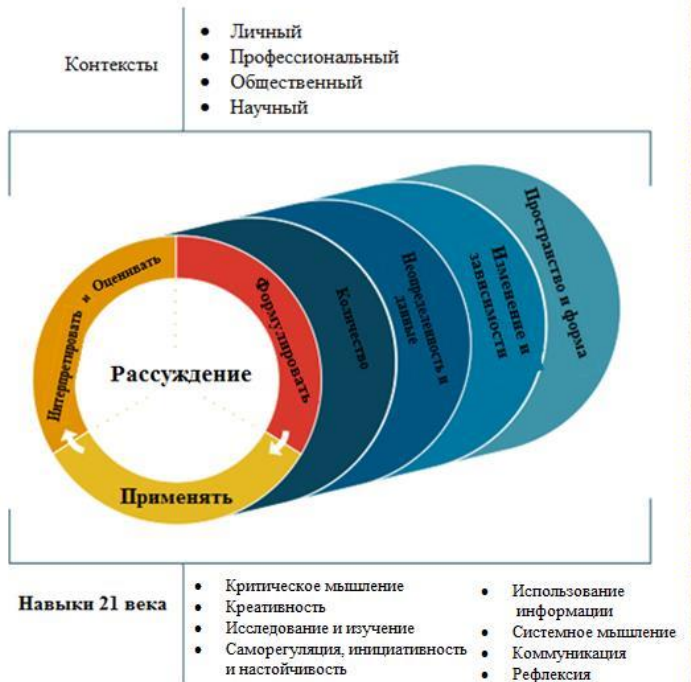 Контексты
• Личный
• Профессиональный
• Общественный
• Научный
Интерпретировать и Оценивать
Формулировать
Рассуждение
Применять
Количество
Неопределенность и
данные
Изменение и
зависимости
Пространство и форма
Навыки 21 века
• Критическое мышление
• Креативность
• Исследование и изучение
• Саморегуляция, инициативность
и настойчивость
• Использование
информации
• Системное мышление
• Коммуникация
• Рефлексия